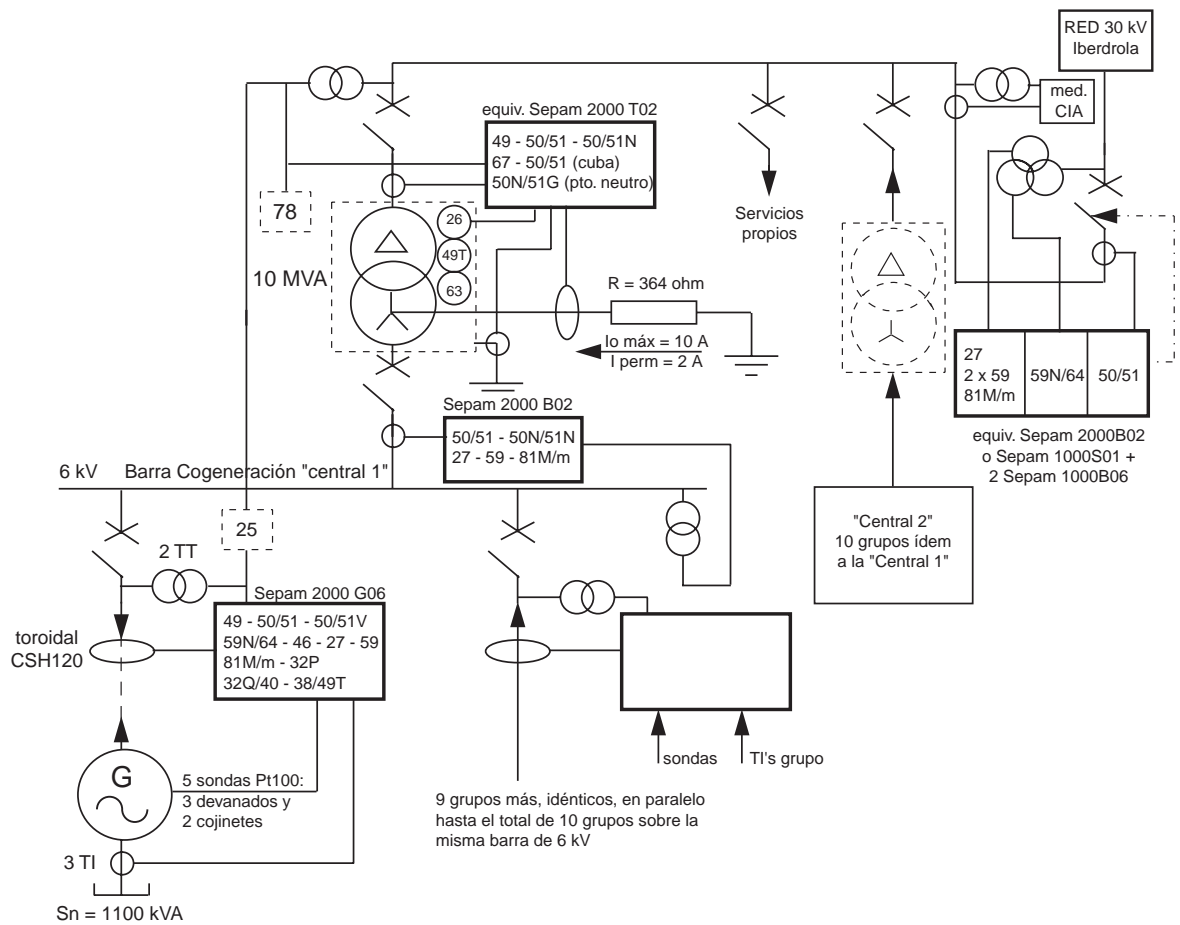 RED 30 kV
Iberdrola
med.
CIA
equiv. Sepam 2000 T02
49 - 50/51 - 50/51N
67 - 50/51 (cuba)
50N/51G (pto. neutro)
78
26
49T
63
10 MVA
Servicios
propios
R = 364 ohm
Io máx = 10 A
I perm = 2 A
27
2 x 59
81M/m
59N/64
50/51
equiv. Sepam 2000B02
o Sepam 1000S01 +
2 Sepam 1000B06
Sepam 2000 B02
50/51 - 50N/51N
27 - 59 - 81M/m
6 kV
Barra Cogeneración "central 1"
25
2 TT
"Central 2"
10 grupos ídem
a la "Central 1"
Sepam 2000 G06
49 - 50/51 - 50/51V
59N/64 - 46 - 27 - 59
81M/m - 32P
32Q/40 - 38/49T
toroidal
CSH120
sondas
TI's grupo
G
5 sondas Pt100:
3 devanados y
2 cojinetes
9 grupos más, idénticos, en paralelo
hasta el total de 10 grupos sobre la
misma barra de 6 kV
3 TI
Sn = 1100 kVA